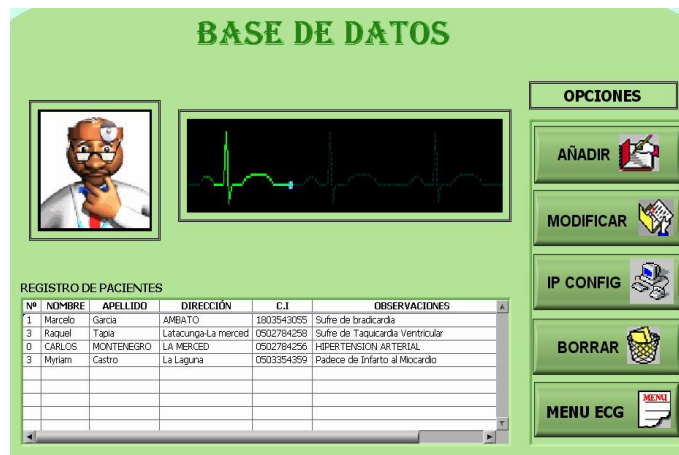 BASE DE DATOS
OPCIONES
AÑADIR
MODIFICAR
IP CONFIG
BORRAR
MENU ECG
MENU
REGISTRO DE PACIENTES
Nº NOMBRE APELLIDO DIRECCIÓN C.I OBSERVACIONES
1 Marcelo Garcia AMBATO 1803543055 Sufre de bradicardia
3 Raquel Tapia Latacunga-La merced 0502784258 Sufre de Taquicardia Ventricular
0 CARLOS MONTENEGRO LA MERCED 0502784256 HIPERTENSION ARTERIAL
3 Myriam Castro La Laguna 0503354359 Padece de Infarto al Miocardio